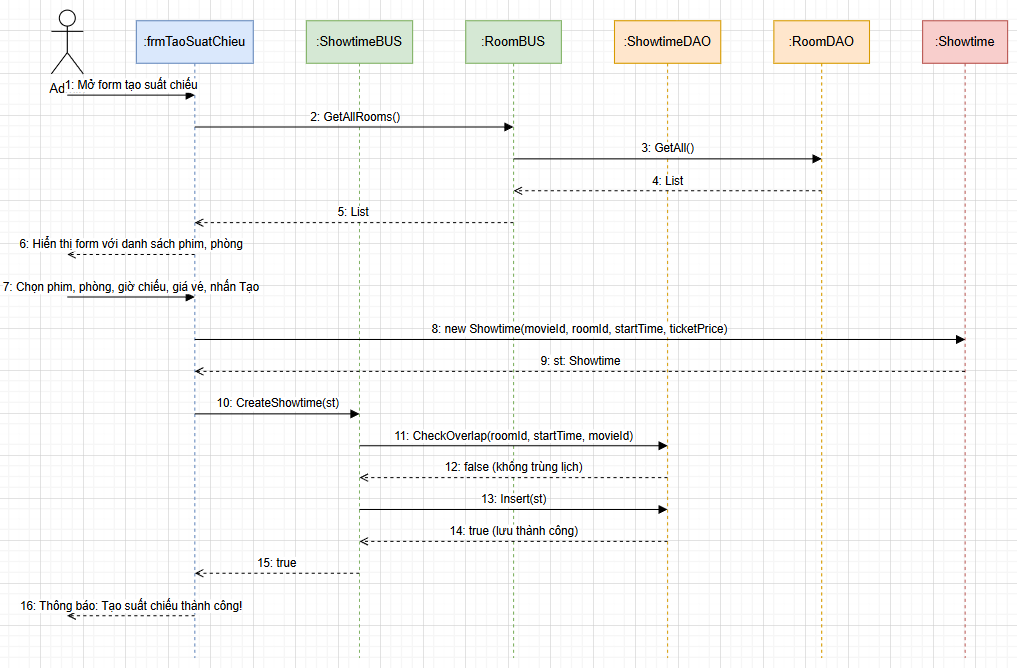 :frmTaoSuatChieu
:ShowtimeBUS
:RoomBUS
:ShowtimeDAO
:RoomDAO
:Showtime
Ad
1: Mở form tạo suất chiếu
2: GetAllRooms()
3: GetAll()
4: List
5: List
6: Hiển thị form với danh sách phim, phòng
7: Chọn phim, phòng, giờ chiếu, giá vé, nhấn Tạo
8: new Showtime(movieId, roomId, startTime, ticketPrice)
9: st: Showtime
10: CreateShowtime(st)
11: CheckOverlap(roomId, startTime, movieId)
12: false (không trùng lịch)
13: Insert(st)
14: true (lưu thành công)
15: true
16: Thông báo: Tạo suất chiếu thành công!